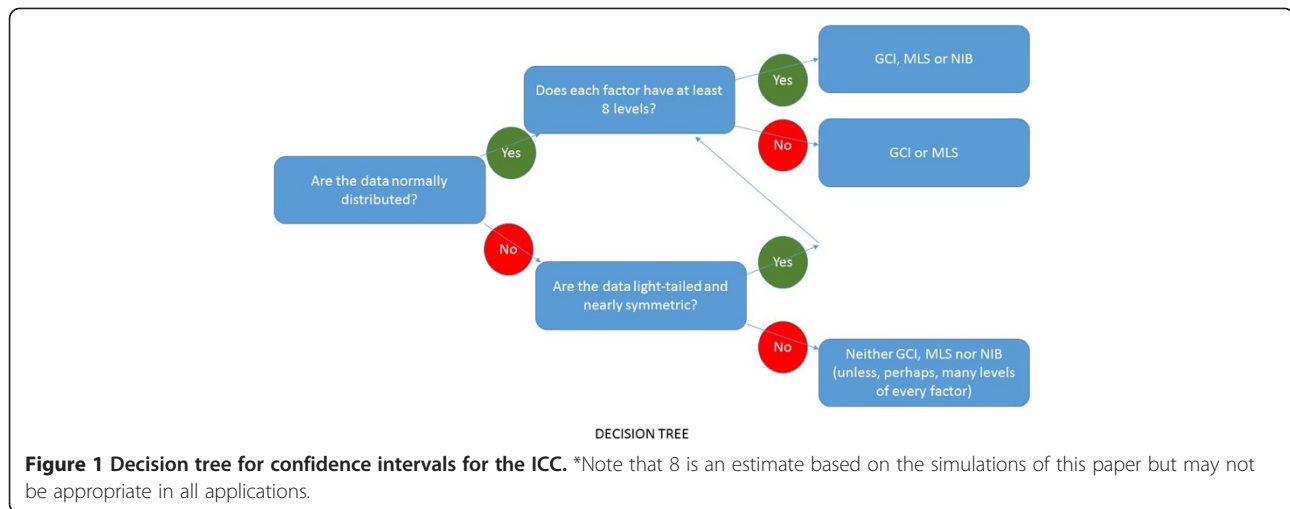 Are the data normally
distributed?
Yes
No
Does each factor have at least
8 levels?
Yes
No
GCI, MLS or NIB
GCI or MLS
Are the data light-tailed and
nearly symmetric?
Yes
No
Neither GCI, MLS nor NIB
(unless, perhaps, many levels
of every factor)
DECISION TREE
Figure 1 Decision tree for confidence intervals for the ICC. *Note that 8 is an estimate based on the simulations of this paper but may not
be appropriate in all applications.